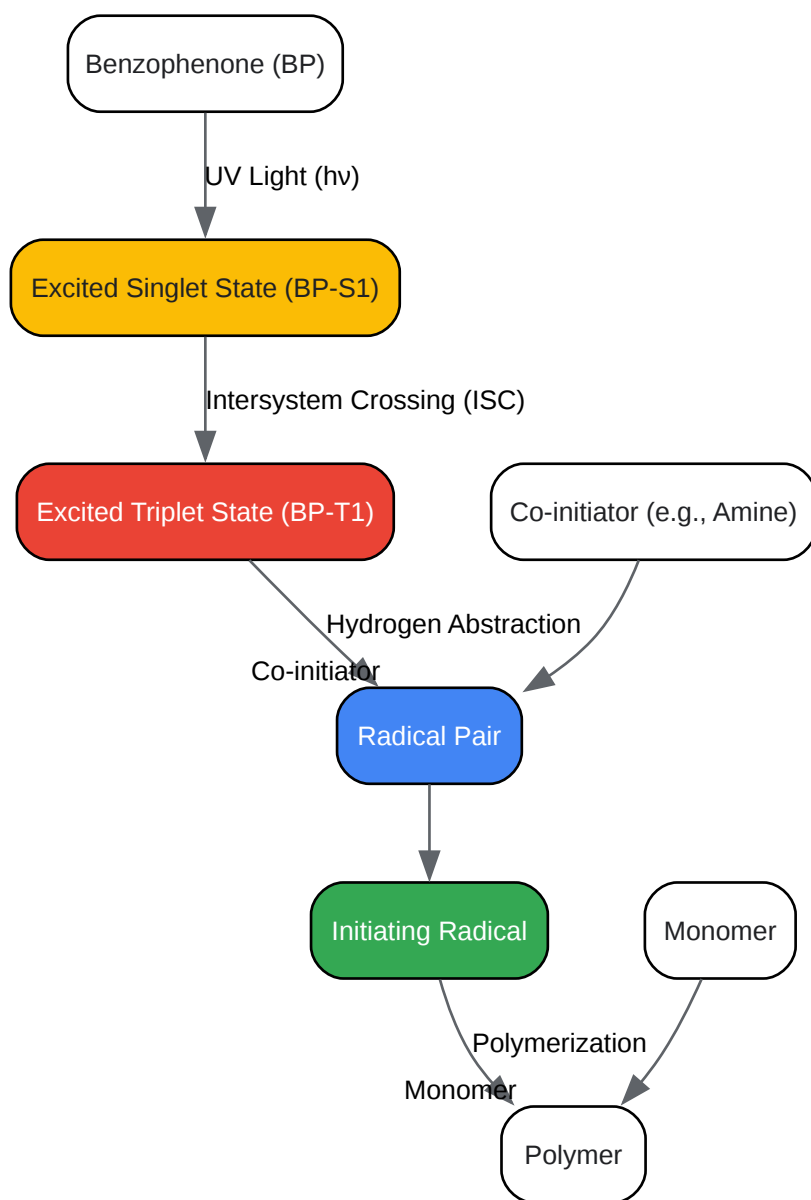 Benzophenone (BP)
UV Light (hν)
Excited Singlet State (BP-S1)
Intersystem Crossing (ISC)
Excited Triplet State (BP-T1)
Co-initiator (e.g., Amine)
Hydrogen Abstraction
Co-initiator
Radical Pair
Initiating Radical
Monomer
Polymerization
Monomer
Polymer